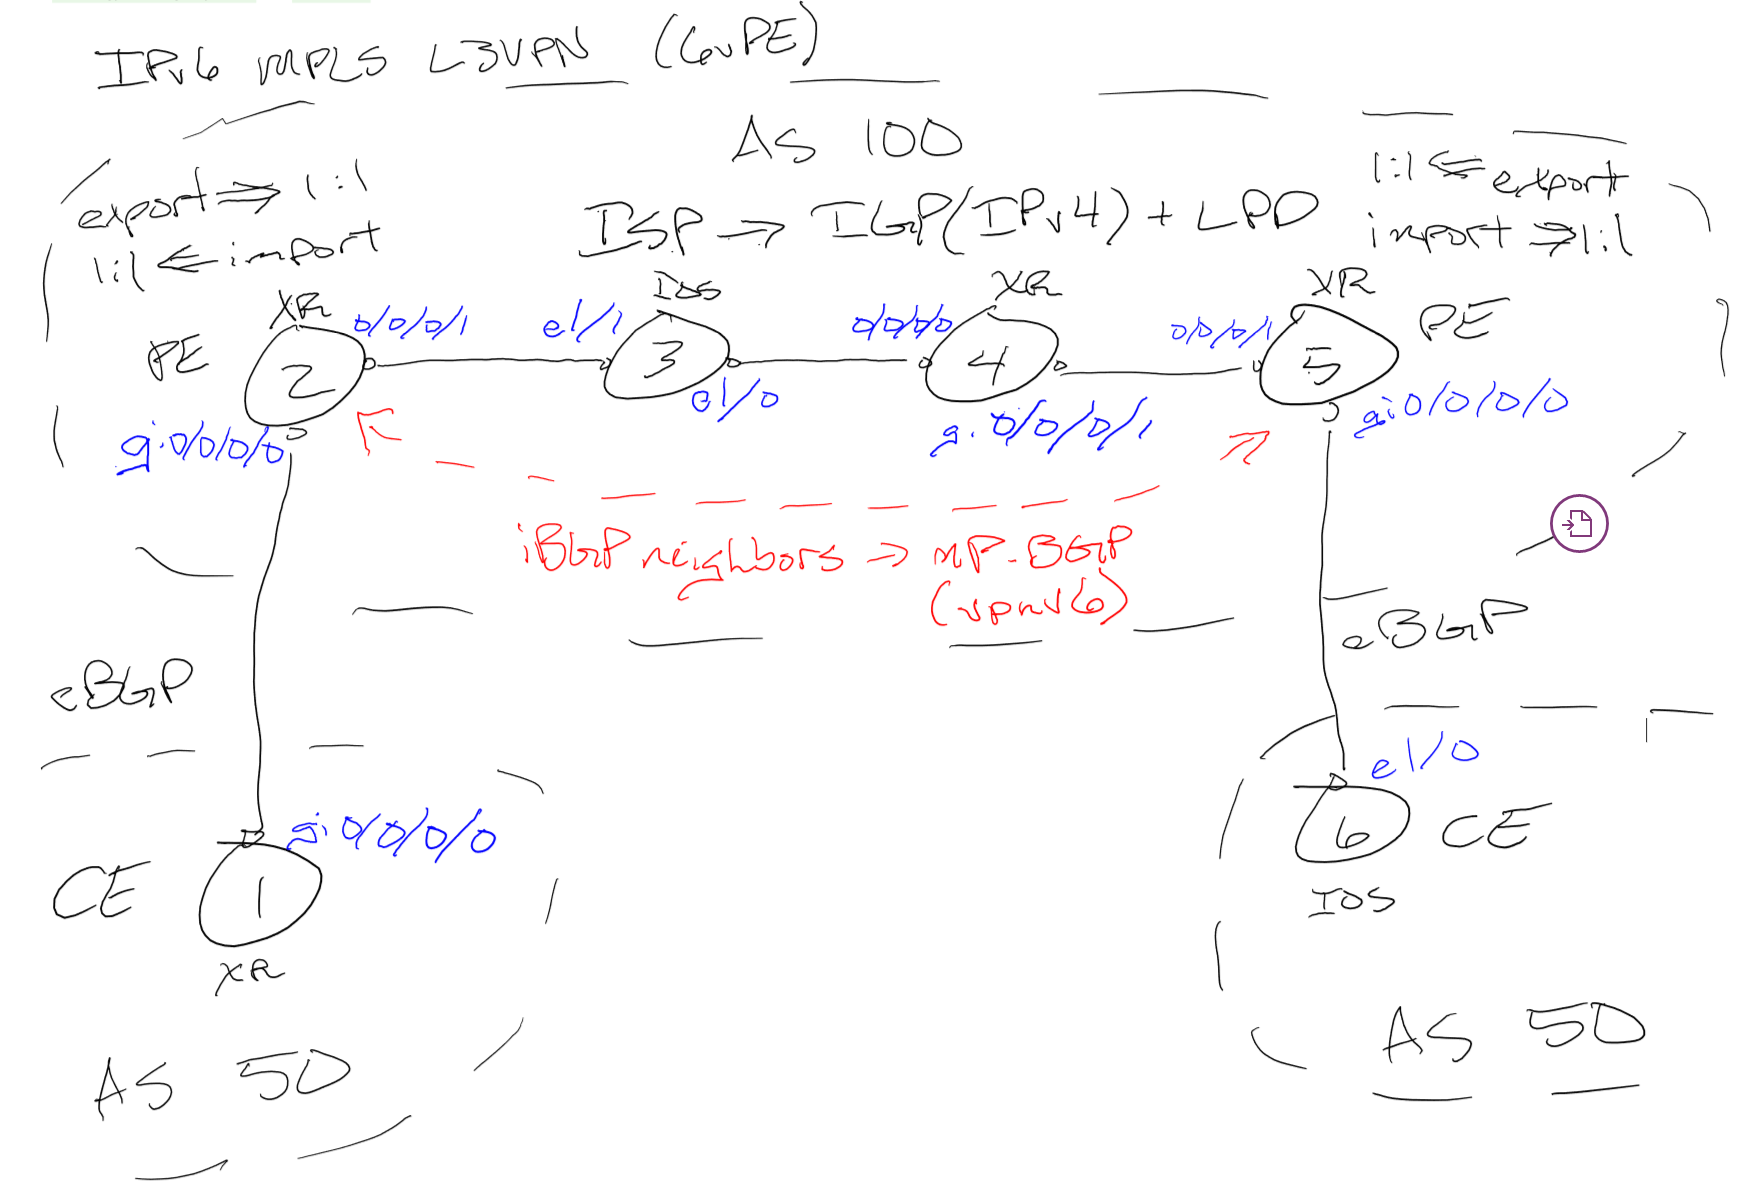 IPv6 MPLS L3VPN (6vPE)
AS 100
export ⇒ 1:1
1:1 ⇐ import
1:1 ⇐ export
import ⇒ 1:1
ISP → IGP(IPv4) + LPD
XR
IOS
XR
XR
PE
2
0/0/0/1
e1/1
3
0/0/0/0
4
0/0/0/1
5
PE
gi0/0/0/0
e1/0
gi0/0/0/1
gi0/0/0/0
iBGP neighbors → MP-BGP
(vpnv6)
eBGP
eBGP
gi0/0/0/0
e1/0
CE
1
6
CE
XR
IOS
AS 50
AS 50